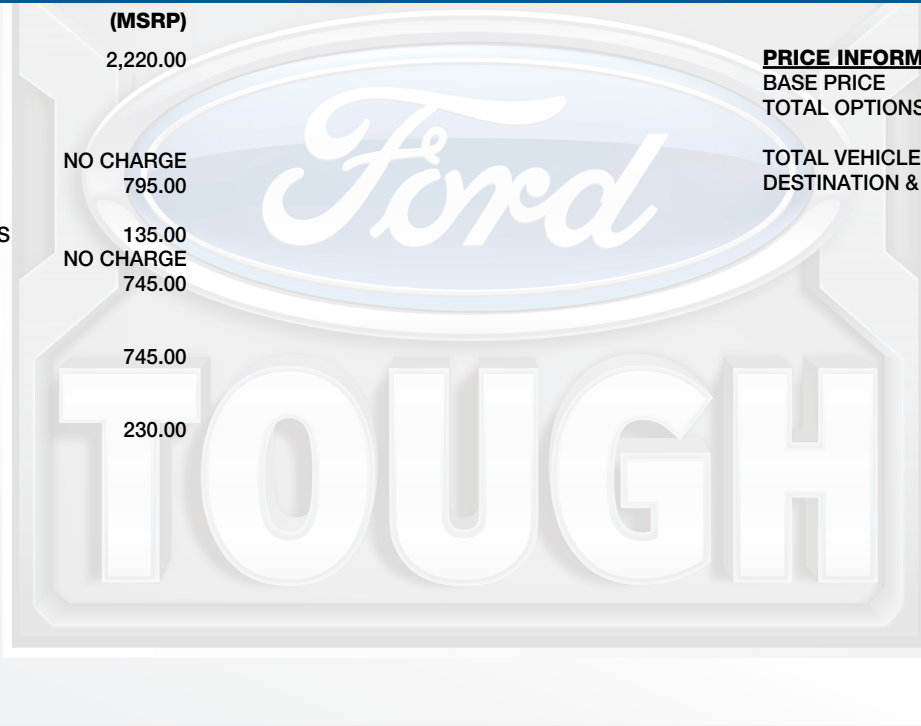 (MSRP)
2,220.00
NO CHARGE
795.00
S 135.00
NO CHARGE
745.00
745.00
230.00
PRICE INFORM
BASE PRICE
TOTAL OPTIONS
TOTAL VEHICLE
DESTINATION &
Ford
TOUGH